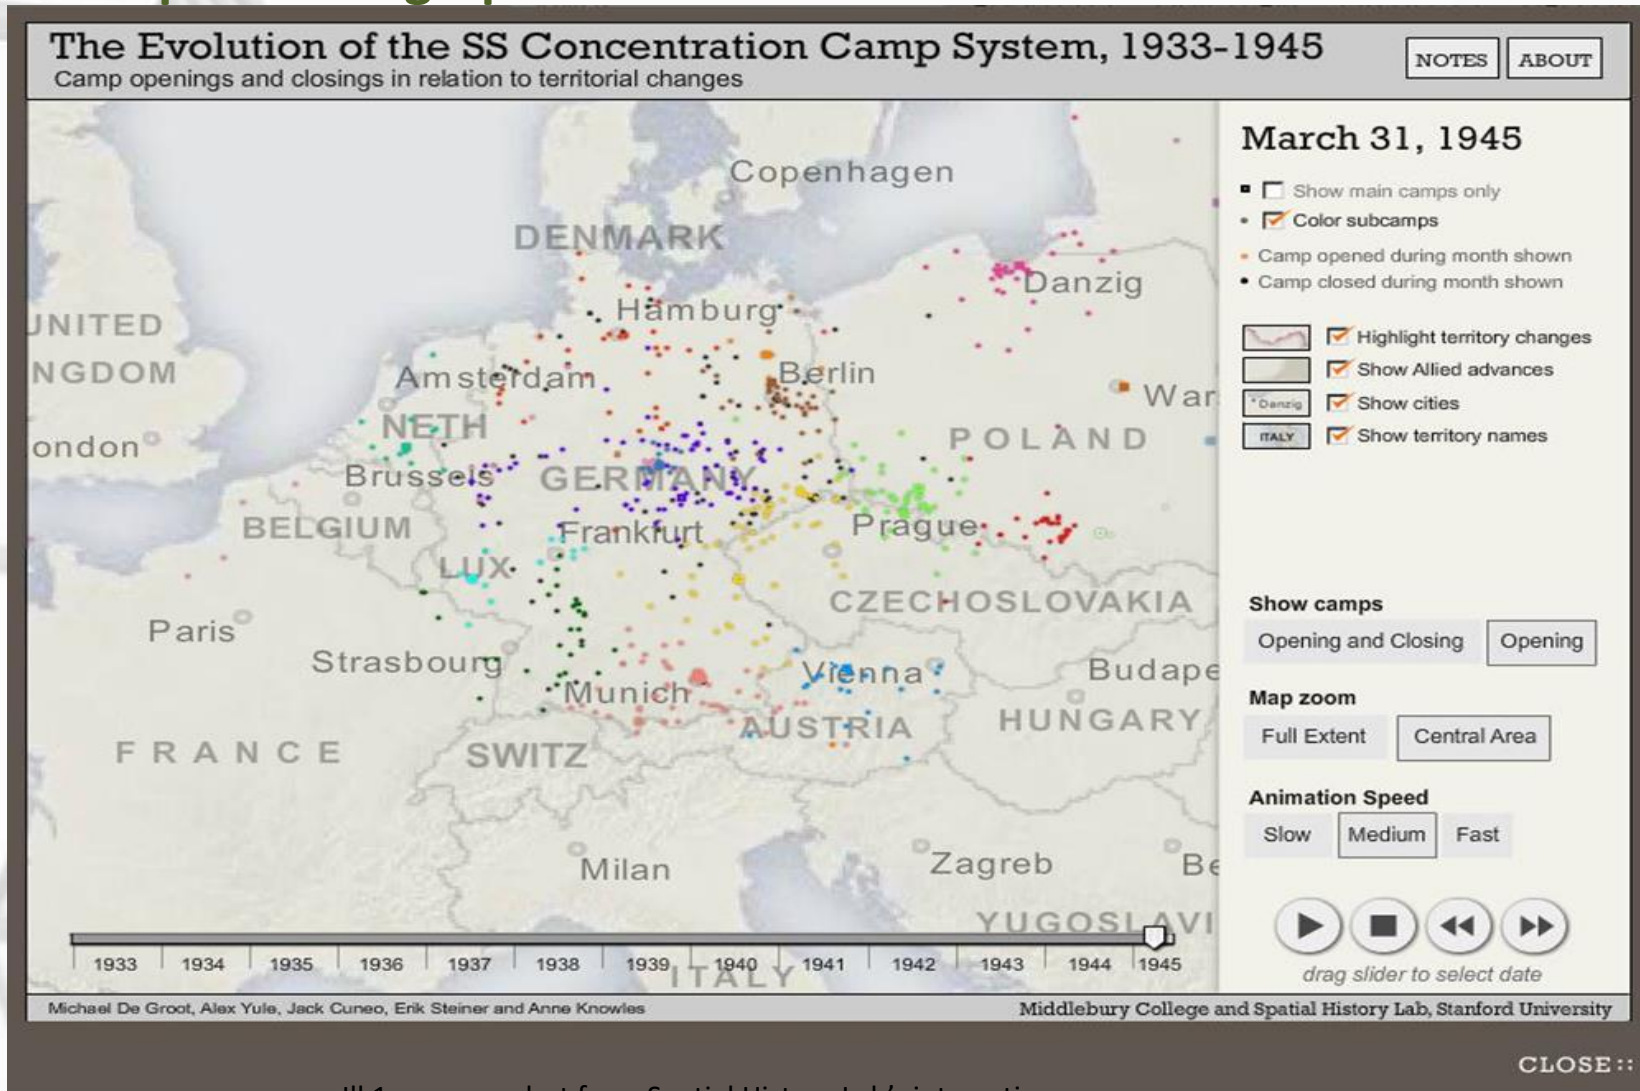 The Evolution of the SS Concentration Camp System, 1933-1945
Camp openings and closings in relation to territorial changes
NOTES
ABOUT
March 31, 1945
Show main camps only
Color subcamps
Camp opened during month shown
Camp closed during month shown
Highlight territory changes
Show Allied advances
Danzig
Show cities
ITALY
Show territory names
Show camps
Opening and Closing
Opening
Map zoom
Full Extent
Central Area
Animation Speed
Slow
Medium
Fast
drag slider to select date
Copenhagen
DENMARK
Danzig
Hamburg
UNITED
NGDOM
Amsterdam
Berlin
War
NETH
ondon
POLAND
Brussels
GERMANY
BELGIUM
Frankfurt
Prague
LUX
CZECHOSLOVAKIA
Paris
Strasbourg
Vienna
Budape
Munich
AUSTRIA
HUNGARY
FRANCE
SWITZ
Milan
Zagreb
Be
YUGOSLAVI
ITALY
1933 1934 1935 1936 1937 1938 1939 1940 1941 1942 1943 1944 1945
Michael De Groot, Alex Yule, Jack Cuneo, Erik Steiner and Anne Knowles
Middlebury College and Spatial History Lab, Stanford University
CLOSE::